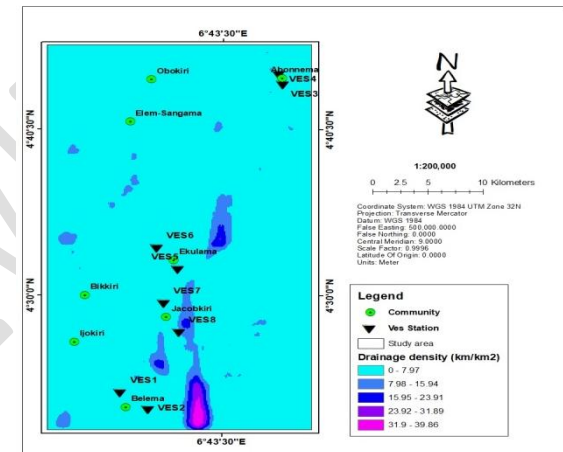 6°43'30"E
Obokiri
Abonnema
VES4
VES3
Elem-Sangama
4°40'30"N
4°40'30"N
VES6
VES5
Ekulama
VES7
Bikkiri
4°30'0"N
4°30'0"N
Jacobkiri
VES8
Ijokiri
VES1
Belema
VES2
6°43'30"E
N
1:200,000
0 2.5 5 10 Kilometers
Coordinate System: WGS 1984 UTM Zone 32N
Projection: Transverse Mercator
Datum: WGS 1984
False Easting: 500,000.0000
False Northing: 0.0000
Central Meridian: 9.0000
Scale Factor: 0.9996
Latitude Of Origin: 0.0000
Units: Meter
Legend
Community
Ves Station
Study area
Drainage density (km/km2)
0 - 7.97
7.98 - 15.94
15.95 - 23.91
23.92 - 31.89
31.9 - 39.86